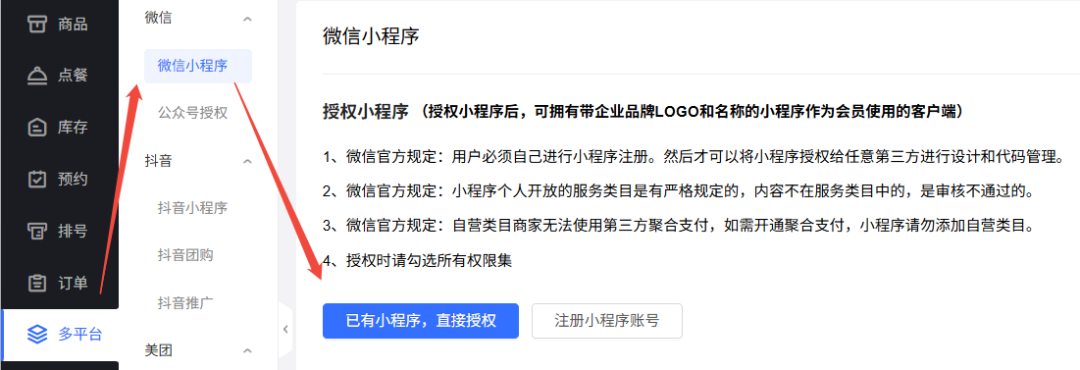 商品
点餐
库存
预约
排号
订单
多平台
微信
微信小程序
公众号授权
抖音
抖音小程序
抖音团购
抖音推广
美团
微信小程序
授权小程序（授权小程序后，可拥有带企业品牌LOGO和名称的小程序作为会员使用的客户端）
1、微信官方规定：用户必须自己进行小程序注册。然后才可以将小程序授权给任意第三方进行设计和代码管理。
2、微信官方规定：小程序个人开放的服务类目是有严格规定的，内容不在服务类目中的，是审核不通过的。
3、微信官方规定：自营类目商家无法使用第三方聚合支付，如需开通聚合支付，小程序请勿添加自营类目。
4、授权时请勾选所有权限集
已有小程序，直接授权
注册小程序账号